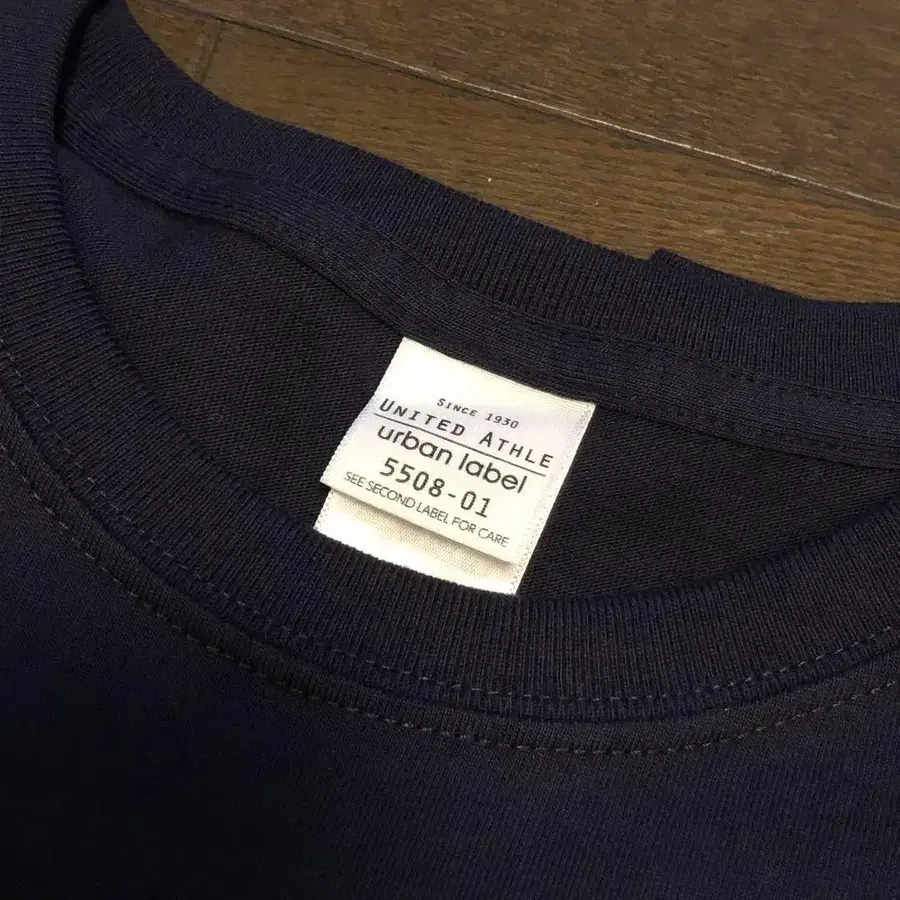 SINCE 1930
UNITED ATHLE
urban label
5508-01
SEE SECOND LABEL FOR CARE